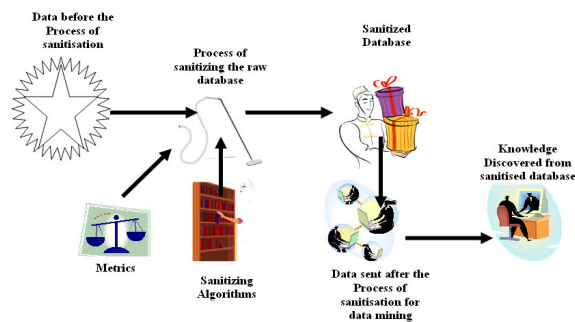 Data before the
Process of
sanitisation
Process of
sanitizing the raw
database
Sanitized
Database
Knowledge
Discovered from
sanitised database
Metrics
Sanitizing
Algorithms
Data sent after the
Process of
sanitisation for
data mining